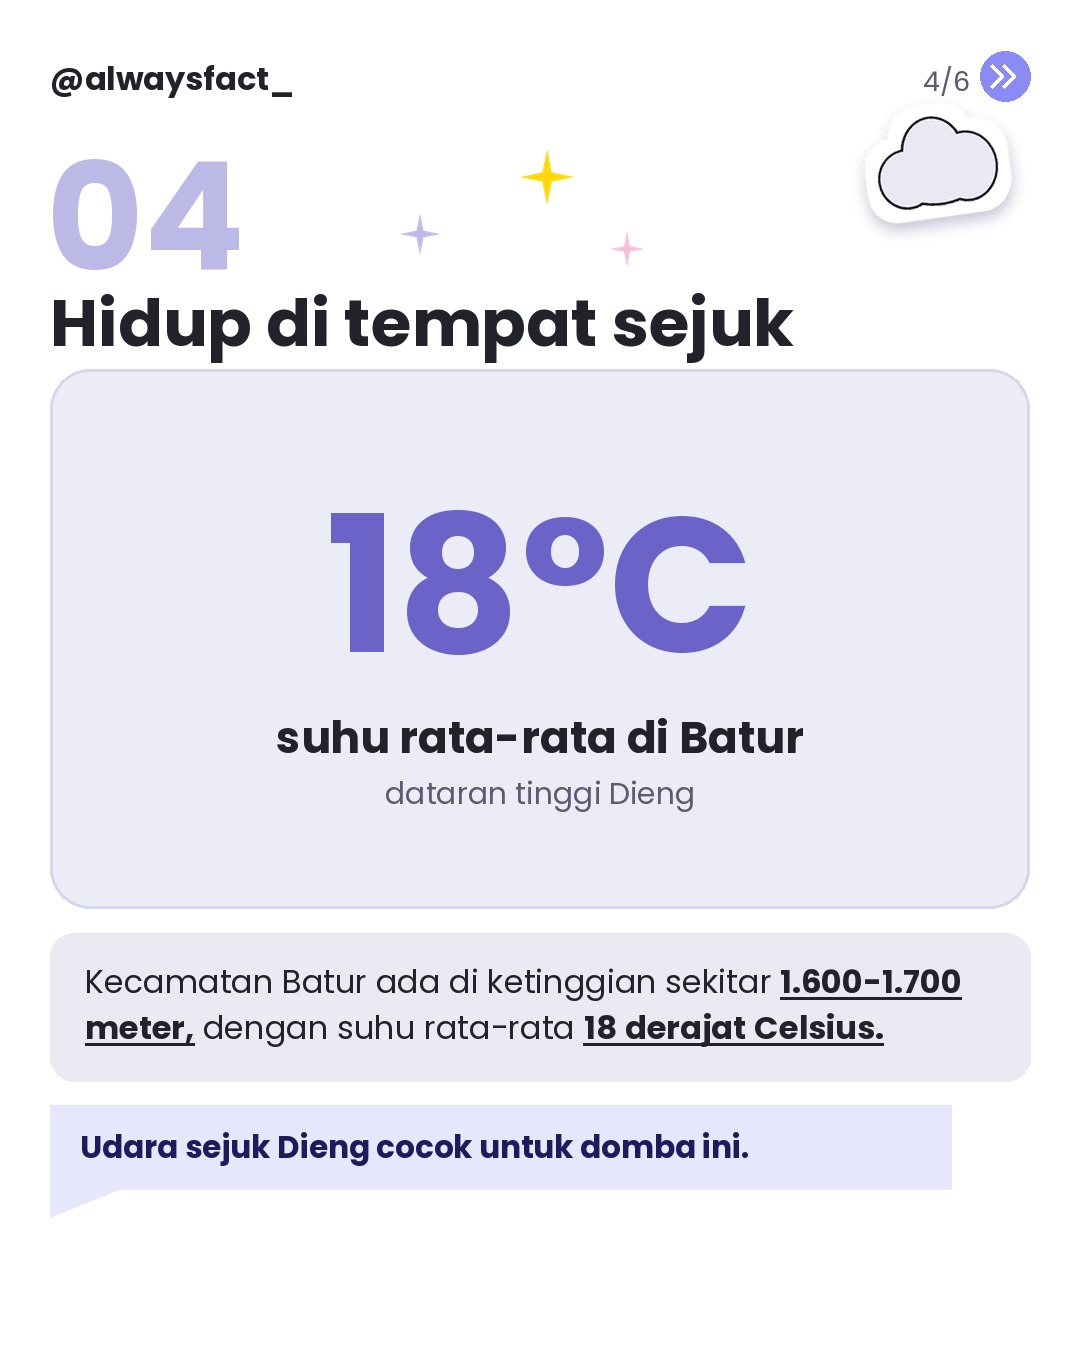 @alwaysfact_
4/6
04
Hidup di tempat sejuk
18°C
suhu rata-rata di Batur
dataran tinggi Dieng
Kecamatan Batur ada di ketinggian sekitar 1.600-1.700
meter, dengan suhu rata-rata 18 derajat Celsius.
Udara sejuk Dieng cocok untuk domba ini.